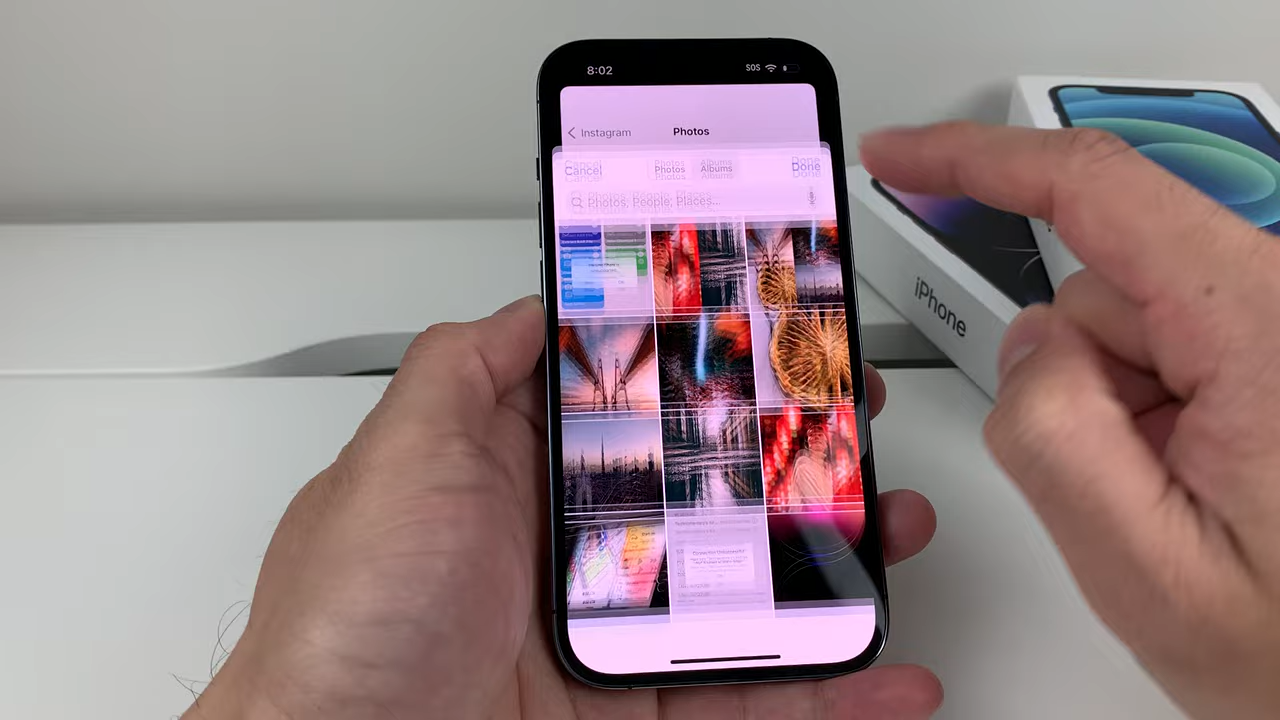 8:02
SOS
Instagram
Photos
Cancel
Photos
Albums
Done
Photos, People, Places...
iPhone